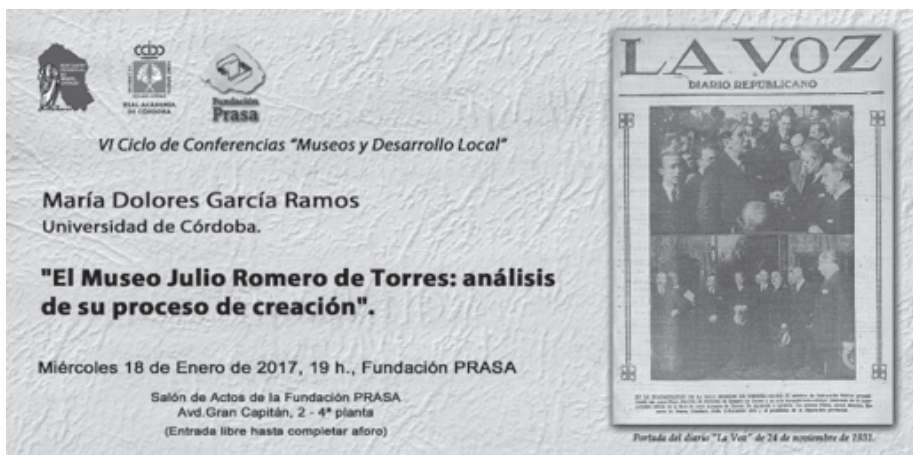 REAL ACADEMIA
DE CÓRDOBA
Fundación
Prasa
VI Ciclo de Conferencias "Museos y Desarrollo Local"
María Dolores García Ramos
Universidad de Córdoba.
"El Museo Julio Romero de Torres: análisis
de su proceso de creación".
Miércoles 18 de Enero de 2017, 19 h., Fundación PRASA
Salón de Actos de la Fundación PRASA
Avd.Gran Capitán, 2 - 4ª planta
(Entrada libre hasta completar aforo)
LA VOZ
DIARIO REPUBLICANO
Portada del diario "La Voz" de 24 de noviembre de 1931.